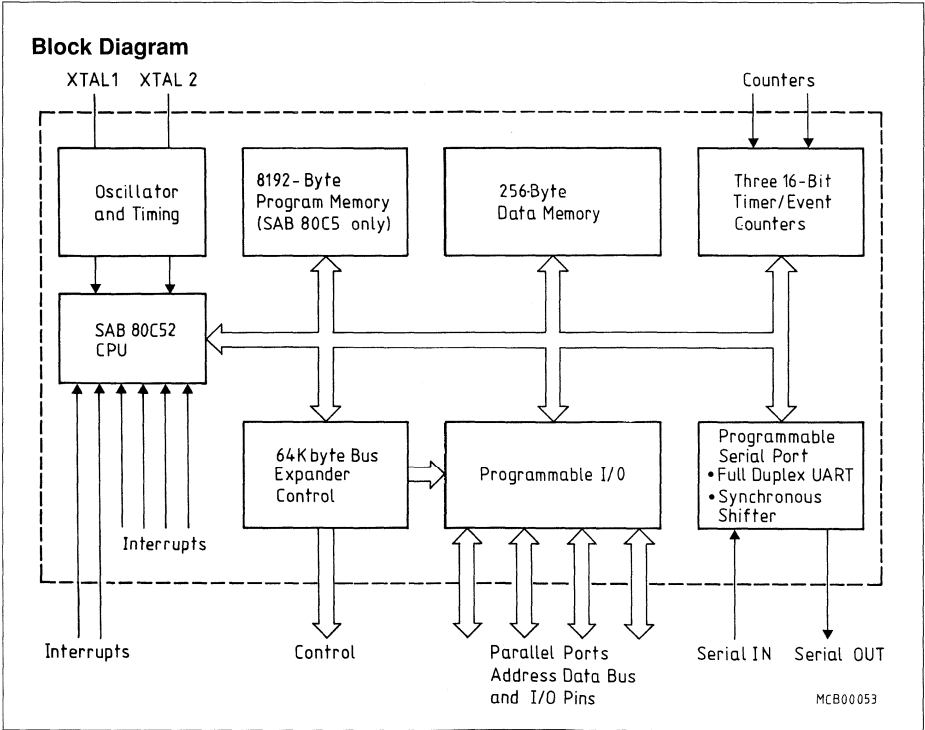 Block Diagram
XTAL1 XTAL 2
Counters
Oscillator
and Timing
8192-Byte
Program Memory
(SAB 80C5 only)
256-Byte
Data Memory
Three 16-Bit
Timer/Event
Counters
SAB 80C52
CPU
64K byte Bus
Expander
Control
Programmable I/O
Programmable
Serial Port
• Full Duplex UART
• Synchronous
Shifter
Interrupts
Interrupts
Control
Parallel Ports
Address Data Bus
and I/O Pins
Serial IN
Serial OUT
MCB00053